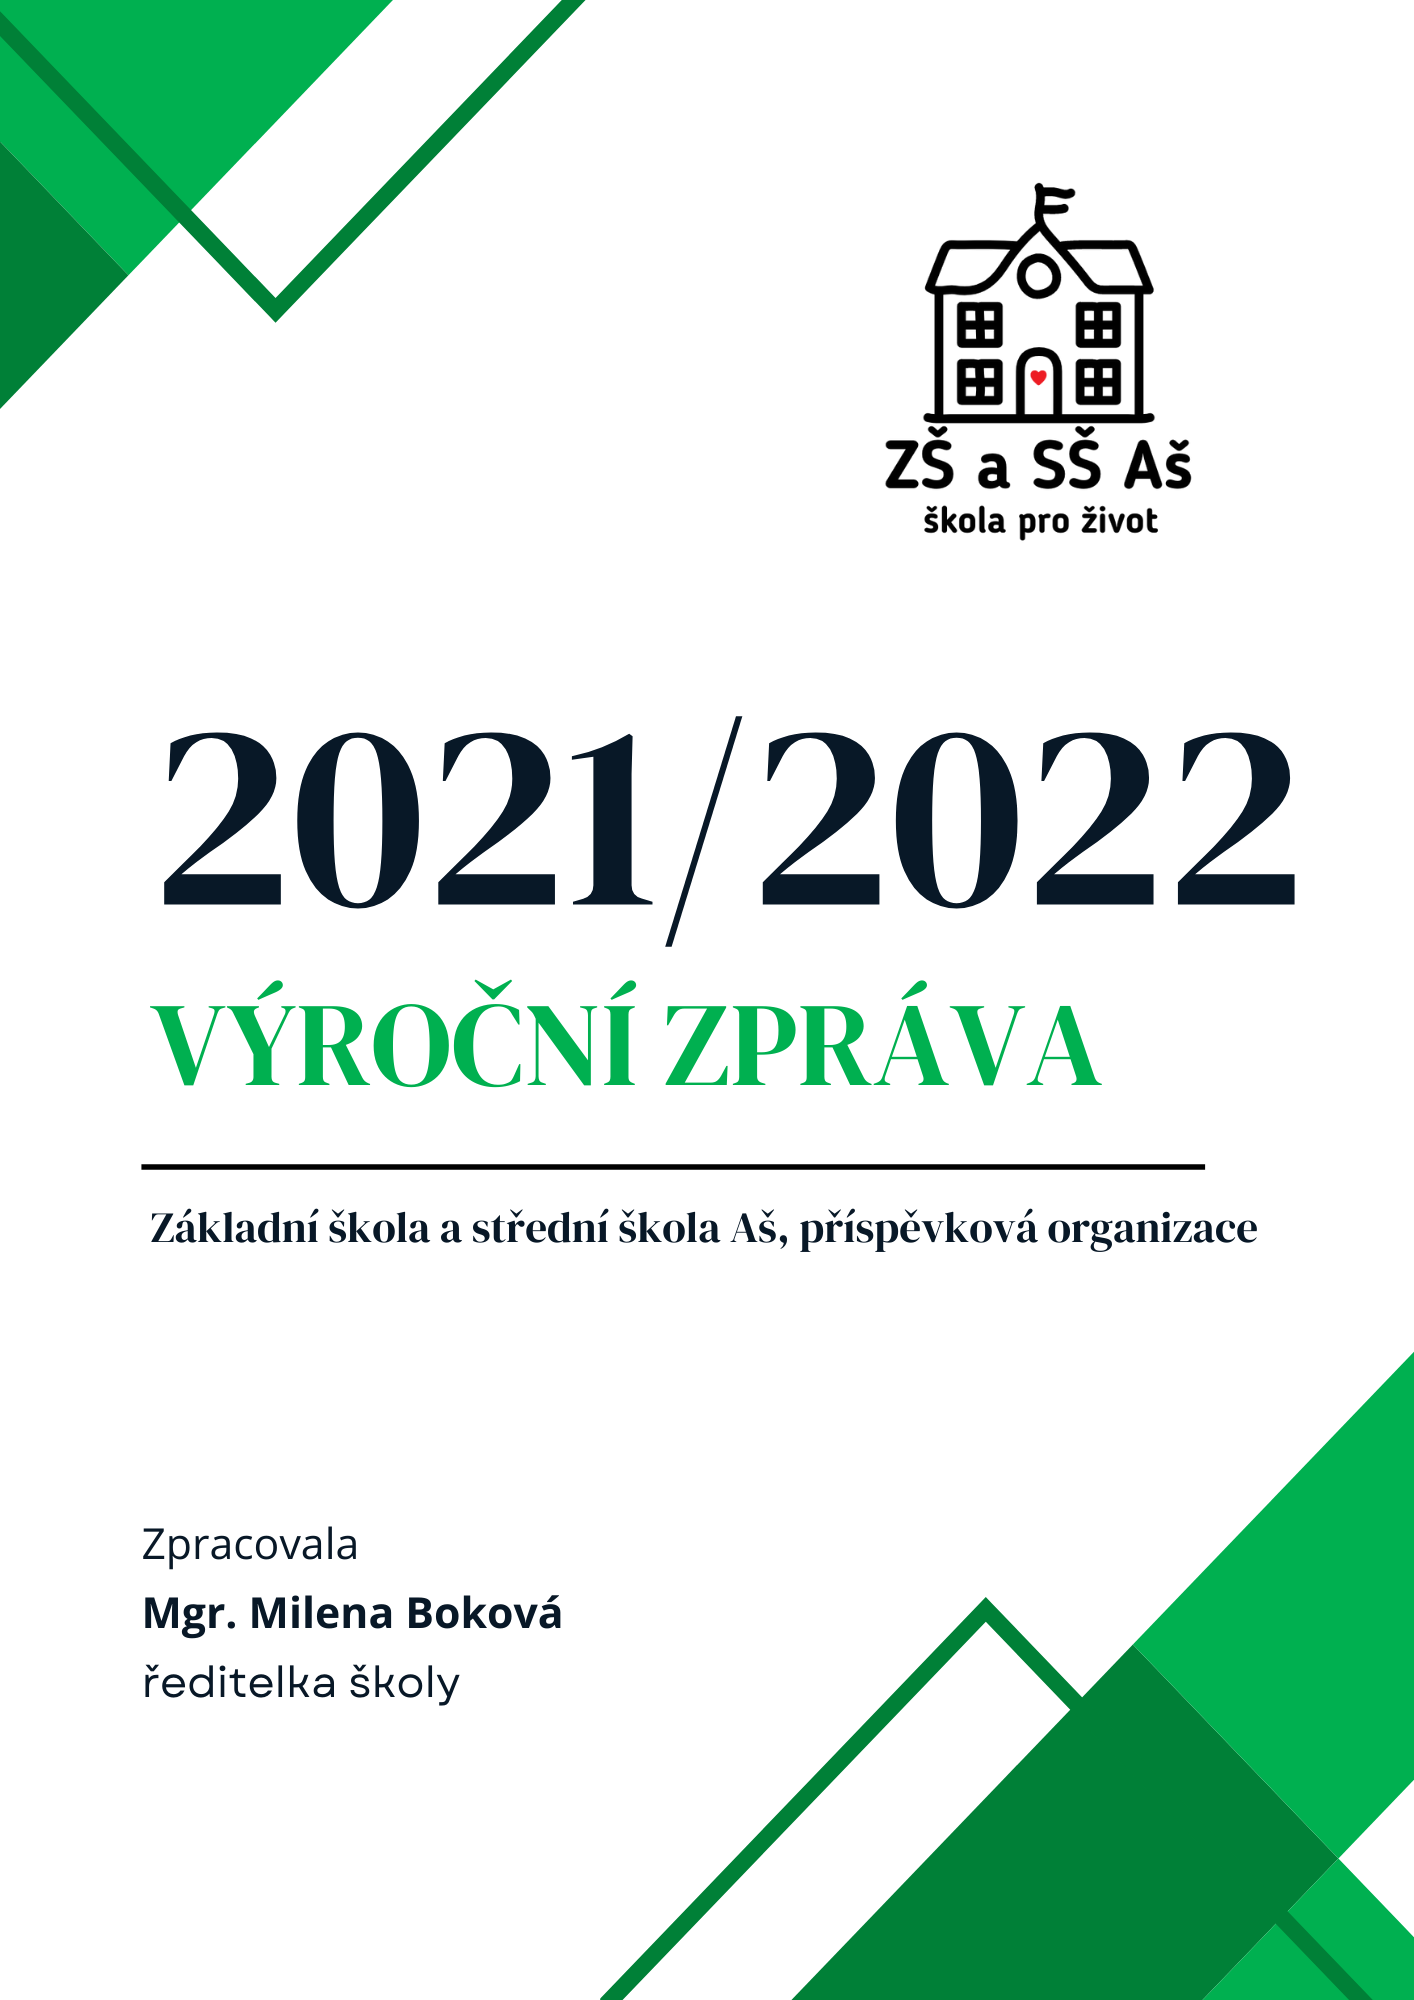 ZŠ a SŠ Aš
škola pro život
2021/2022
VÝROČNÍ ZPRÁVA
Základní škola a střední škola Aš, příspěvková organizace
Zpracovala
Mgr. Milena Boková
ředitelka školy